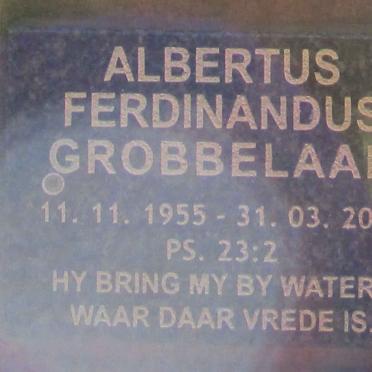 ALBERTUS
FERDINANDUS
GROBBELAA
11. 11. 1955 - 31. 03. 20
PS. 23:2
HY BRING MY BY WATER
WAAR DAAR VREDE IS.